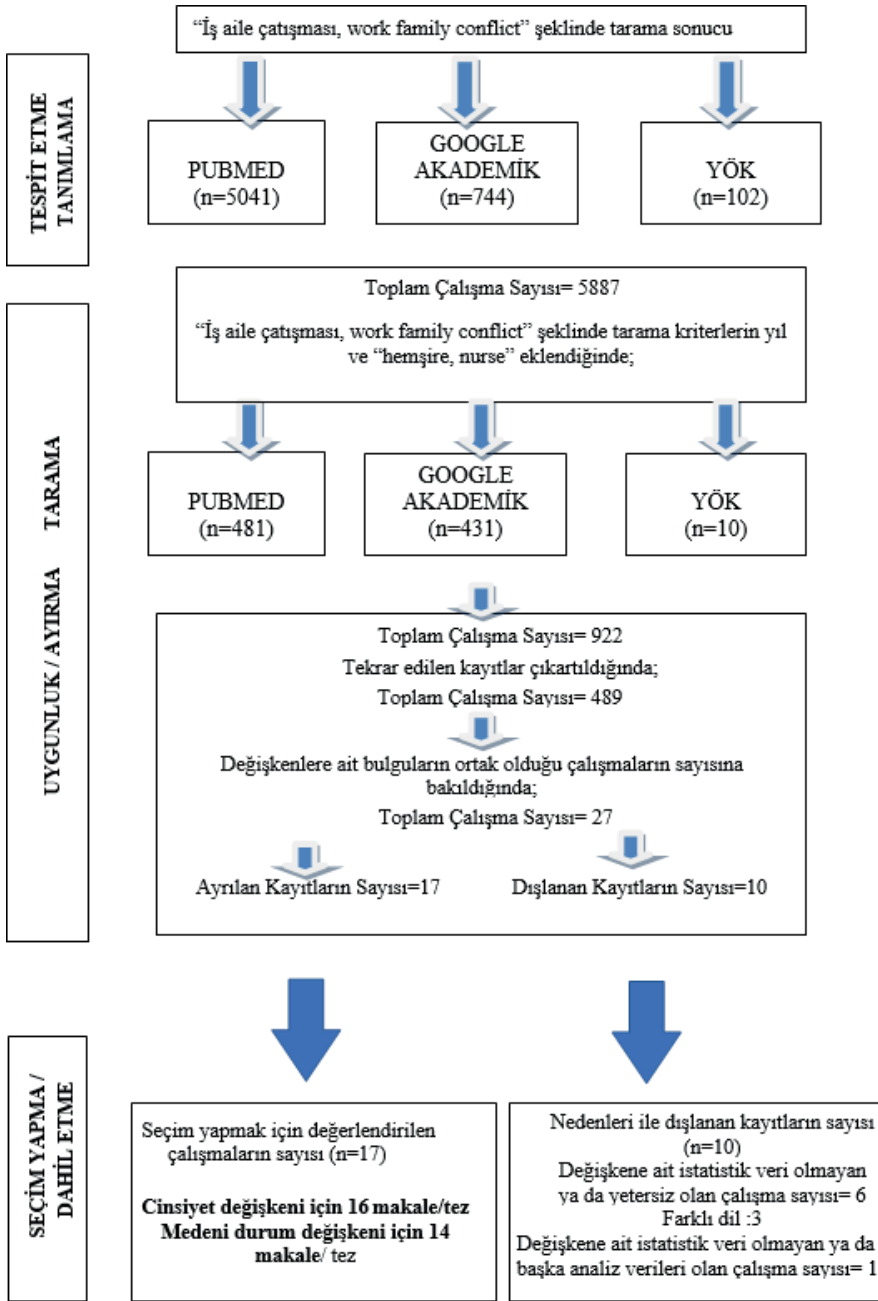 “İş aile çatışması, work family conflict” şeklinde tarama sonucu
TESPİT ETME
TANIMLAMA
PUBMED
(n=5041)
GOOGLE
AKADEMİK
(n=744)
YÖK
(n=102)
Toplam Çalışma Sayısı= 5887
“İş aile çatışması, work family conflict” şeklinde tarama kriterlerin yıl
ve “hemşire, nurse” eklendiğinde;
UYGUNLUK / AYIRMA TARAMA
PUBMED
(n=481)
GOOGLE
AKADEMİK
(n=431)
YÖK
(n=10)
Toplam Çalışma Sayısı= 922
Tekrar edilen kayıtlar çıkartıldığında;
Toplam Çalışma Sayısı= 489
Değişkenlere ait bulguların ortak olduğu çalışmaların sayısına
bakıldığında;
Toplam Çalışma Sayısı= 27
Ayrılan Kayıtların Sayısı=17
Dışlanan Kayıtların Sayısı=10
SEÇİM YAPMA /
DAHİL ETME
Seçim yapmak için değerlendirilen
çalışmaların sayısı (n=17)
Cinsiyet değişkeni için 16 makale/tez
Medeni durum değişkeni için 14
makale/ tez
Nedenleri ile dışlanan kayıtların sayısı
(n=10)
Değişkene ait istatistik veri olmayan
ya da yetersiz olan çalışma sayısı= 6
Farklı dil :3
Değişkene ait istatistik veri olmayan ya da
başka analiz verileri olan çalışma sayısı= 1